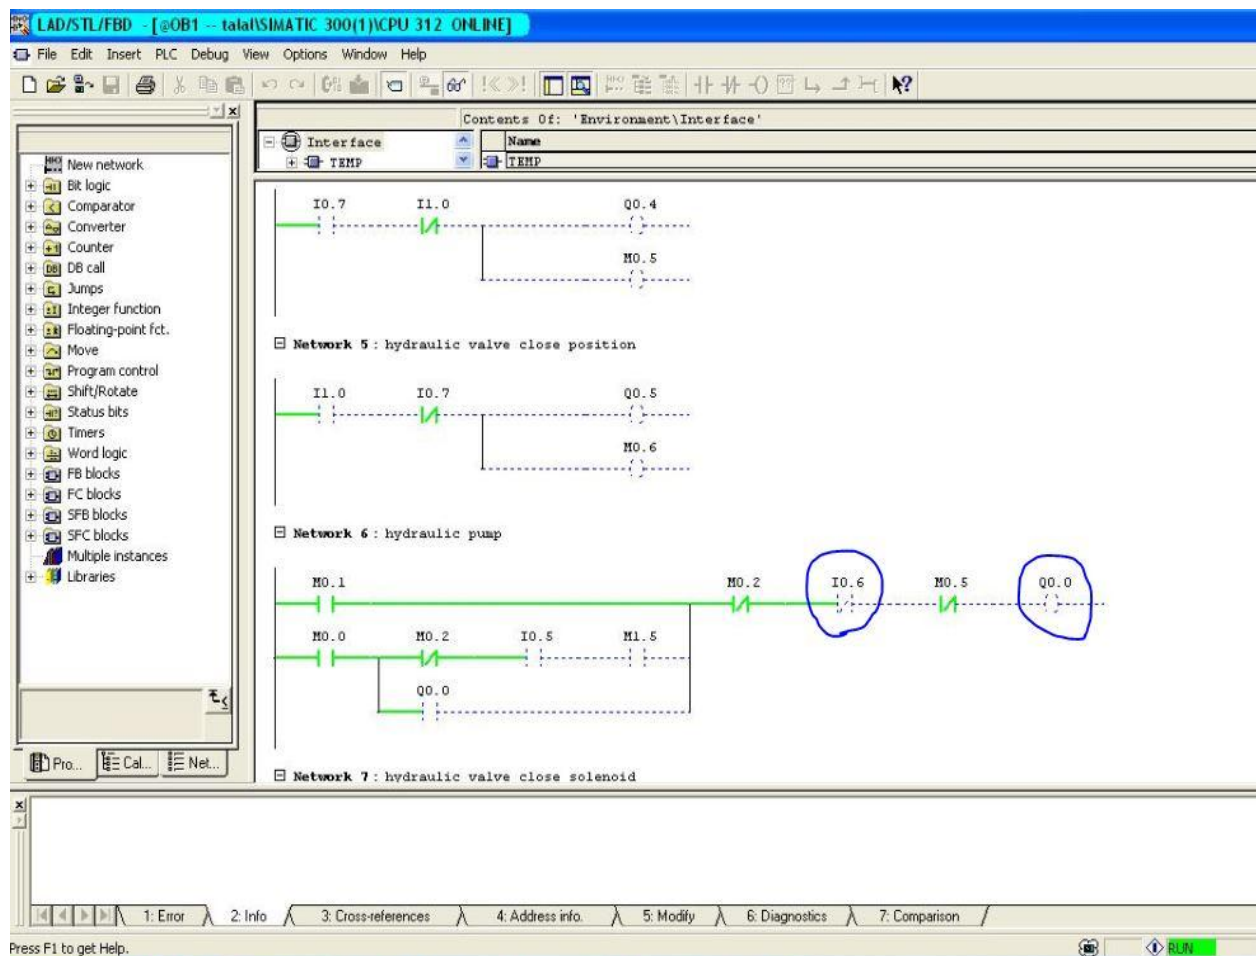 LAD/STL/FBD - [@OB1 -- talal\SIMATIC 300(1)\CPU 312 ONLINE]
File Edit Insert PLC Debug View Options Window Help
Contents Of: 'Environment\Interface'
Interface
TEMP
Name
TEMP
New network
Bit logic
Comparator
Converter
Counter
DB call
Jumps
Integer function
Floating-point fct.
Move
Program control
Shift/Rotate
Status bits
Timers
Word logic
FB blocks
FC blocks
SFB blocks
SFC blocks
Multiple instances
Libraries
Pro... Cal... Net...
I0.7 I1.0 Q0.4
M0.5
Network 5 : hydraulic valve close position
I1.0 I0.7 Q0.5
M0.6
Network 6 : hydraulic pump
M0.1 M0.2 I0.6 M0.5 Q0.0
M0.0 M0.2 I0.5 M1.5
Q0.0
Network 7 : hydraulic valve close solenoid
1: Error 2: Info 3: Cross-references 4: Address info. 5: Modify 6: Diagnostics 7: Comparison
Press F1 to get Help.
RUN